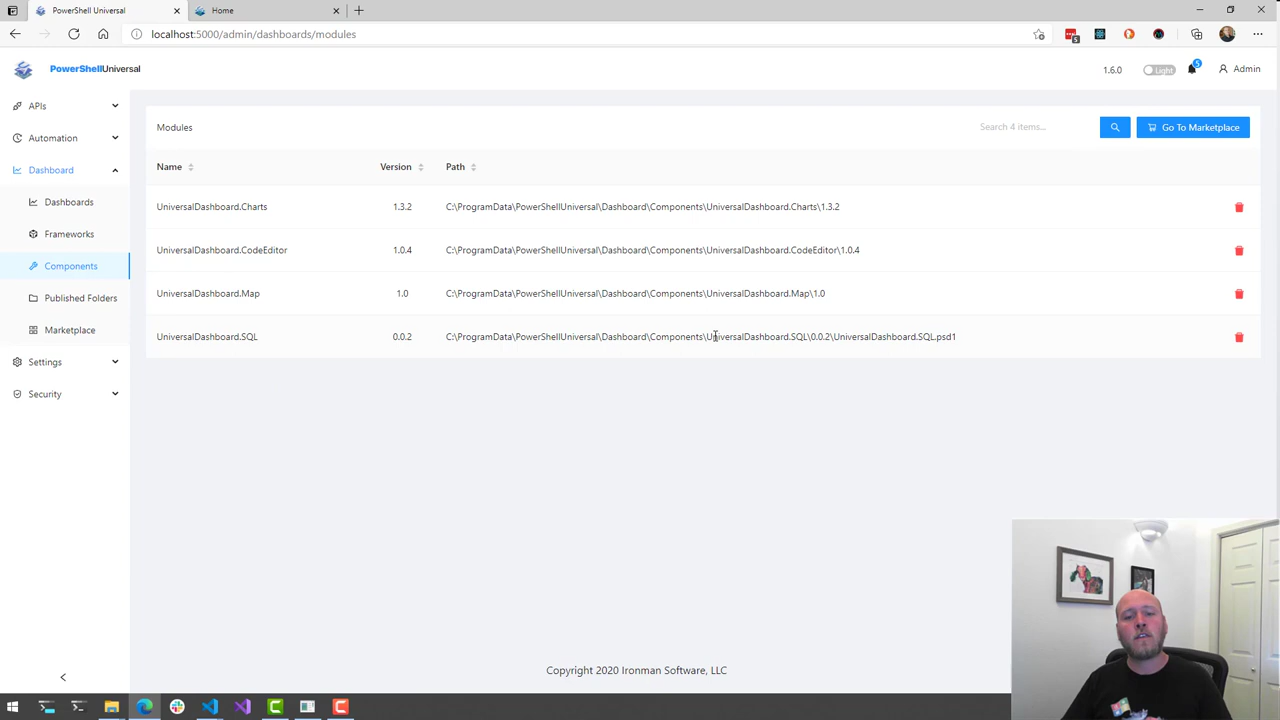 PowerShell Universal
Home
localhost:5000/admin/dashboards/modules
5
PowerShellUniversal
1.6.0
Light
5
Admin
APIs
Automation
Dashboard
Dashboards
Frameworks
Components
Published Folders
Marketplace
Settings
Security
Modules
Search 4 items...
Go To Marketplace
Name Version Path
UniversalDashboard.Charts 1.3.2 C:\ProgramData\PowerShellUniversal\Dashboard\Components\UniversalDashboard.Charts\1.3.2
UniversalDashboard.CodeEditor 1.0.4 C:\ProgramData\PowerShellUniversal\Dashboard\Components\UniversalDashboard.CodeEditor\1.0.4
UniversalDashboard.Map 1.0 C:\ProgramData\PowerShellUniversal\Dashboard\Components\UniversalDashboard.Map\1.0
UniversalDashboard.SQL 0.0.2 C:\ProgramData\PowerShellUniversal\Dashboard\Components\UniversalDashboard.SQL\0.0.2\UniversalDashboard.SQL.psd1
Copyright 2020 Ironman Software, LLC